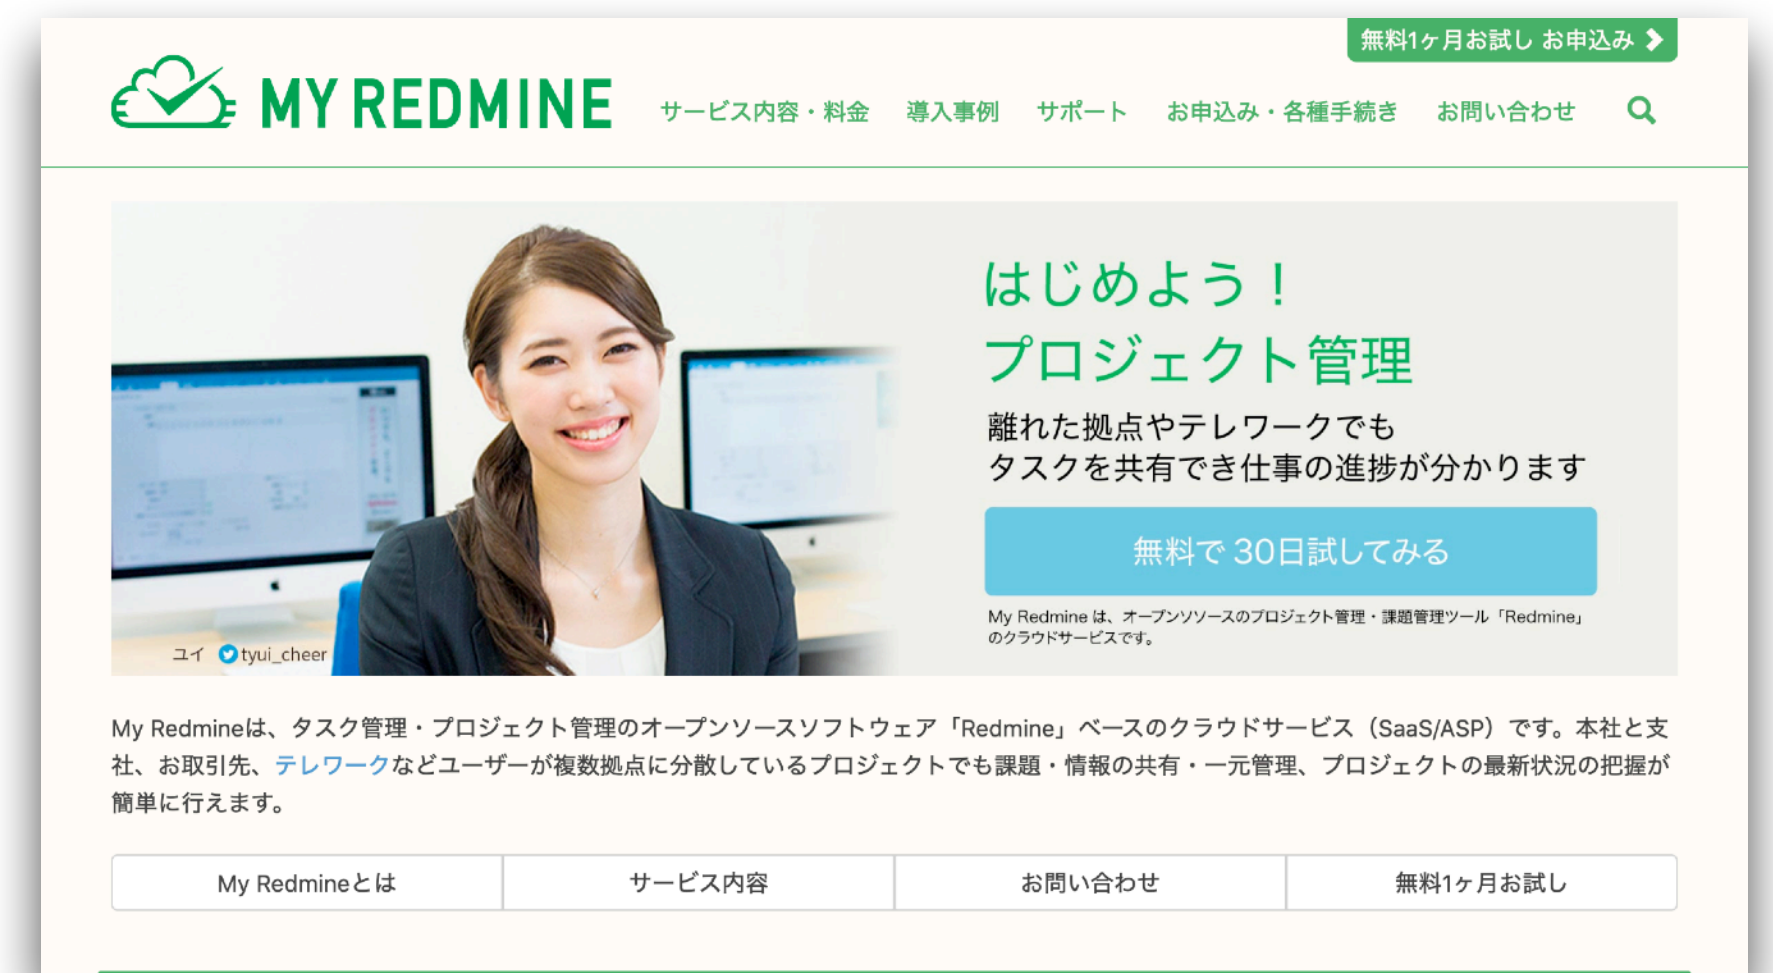 無料1ヶ月お試し お申込み
MY REDMINE
サービス内容・料金 導入事例 サポート お申込み・各種手続き お問い合わせ
はじめよう！
プロジェクト管理
離れた拠点やテレワークでも
タスクを共有でき仕事の進捗が分かります
無料で 30日試してみる
My Redmine は、オープンソソースのプロジェクト管理・課題管理ツール「Redmine」
のクラウドサービスです。
ユイ tyui_cheer
My Redmineは、タスク管理・プロジェクト管理のオープンソースソフトウェア「Redmine」ベースのクラウドサービス（SaaS/ASP）です。本社と支
社、お取引先、テレワークなどユーザーが複数拠点に分散しているプロジェクトでも課題・情報の共有・一元管理、プロジェクトの最新状況の把握が
簡単に行えます。
My Redmineとは サービス内容 お問い合わせ 無料1ヶ月お試し